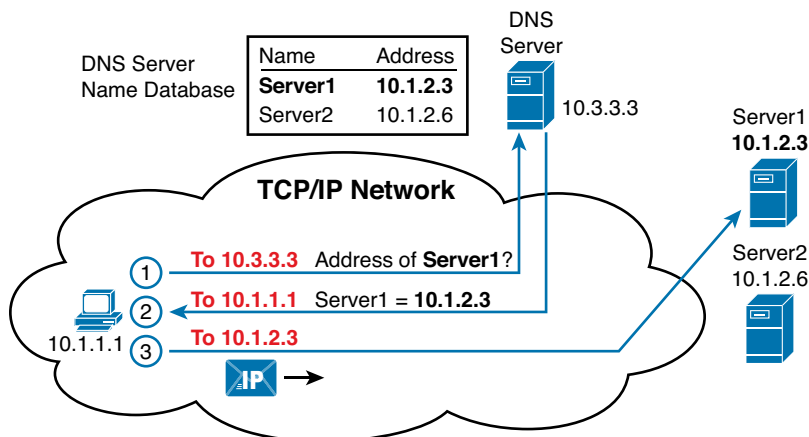 DNS
Server
DNS Server
Name Database
Name Address
Server1 10.1.2.3
Server2 10.1.2.6
10.3.3.3
Server1
10.1.2.3
TCP/IP Network
1 To 10.3.3.3 Address of Server1?
Server2
10.1.2.6
2 To 10.1.1.1 Server1 = 10.1.2.3
10.1.1.1
3 To 10.1.2.3
IP